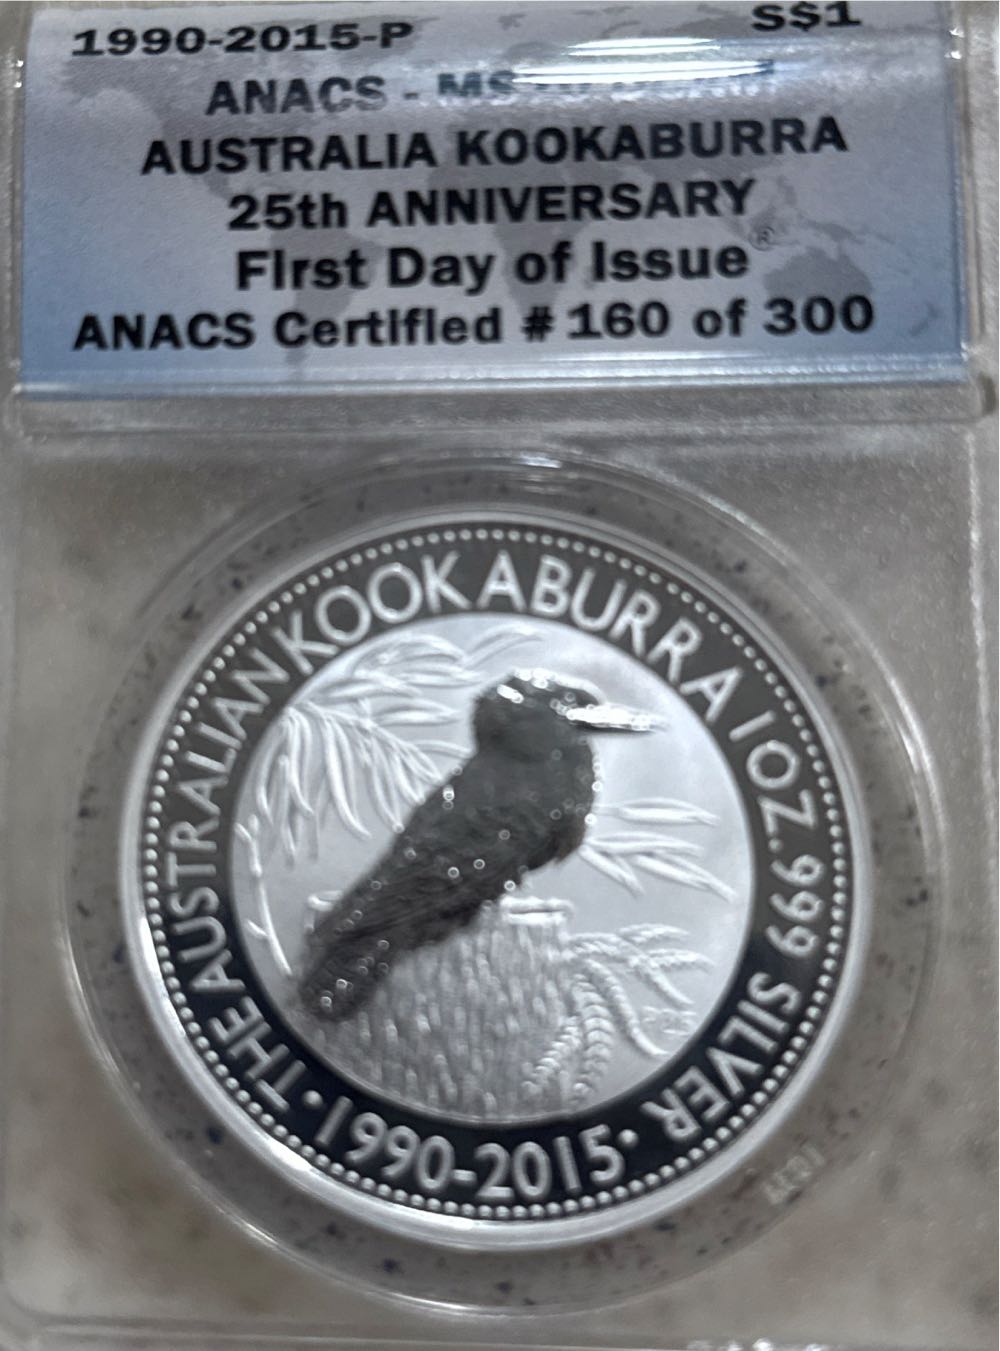 1990-2015-P S$1
ANACS - MS
AUSTRALIA KOOKABURRA
25th ANNIVERSARY
First Day of Issue®
ANACS Certified # 160 of 300
· THE AUSTRALIAN KOOKABURRA 1 OZ. 999 SILVER ·
1990-2015